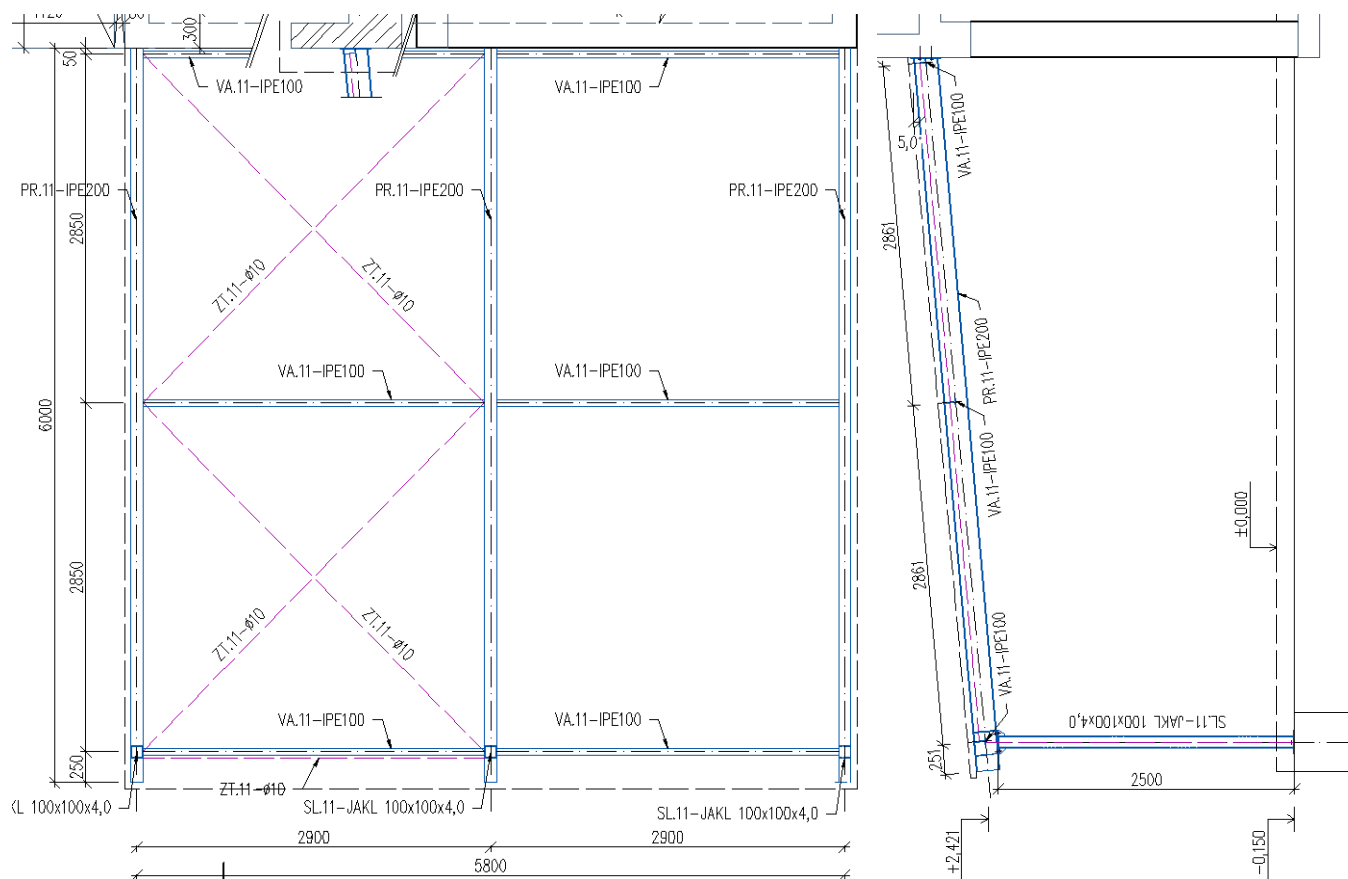 300
50
VA.11-IPE100
VA.11-IPE100
VA.11-IPE100
5,0
PR.11-IPE200
PR.11-IPE200
PR.11-IPE200
2850
2861
ZT.11-ø10
ZT.11-ø10
PR.11-IPE200
VA.11-IPE100
VA.11-IPE100
6000
VA.11-IPE100
±0,000
2850
2861
ZT.11-ø10
ZT.11-ø10
VA.11-IPE100
VA.11-IPE100
VA.11-IPE100
SL.11-JAKL 100x100x4,0
250
251
ZT.11-ø10
2500
KL 100x100x4,0
SL.11-JAKL 100x100x4,0
SL.11-JAKL 100x100x4,0
2900
2900
+2,421
-0,150
5800